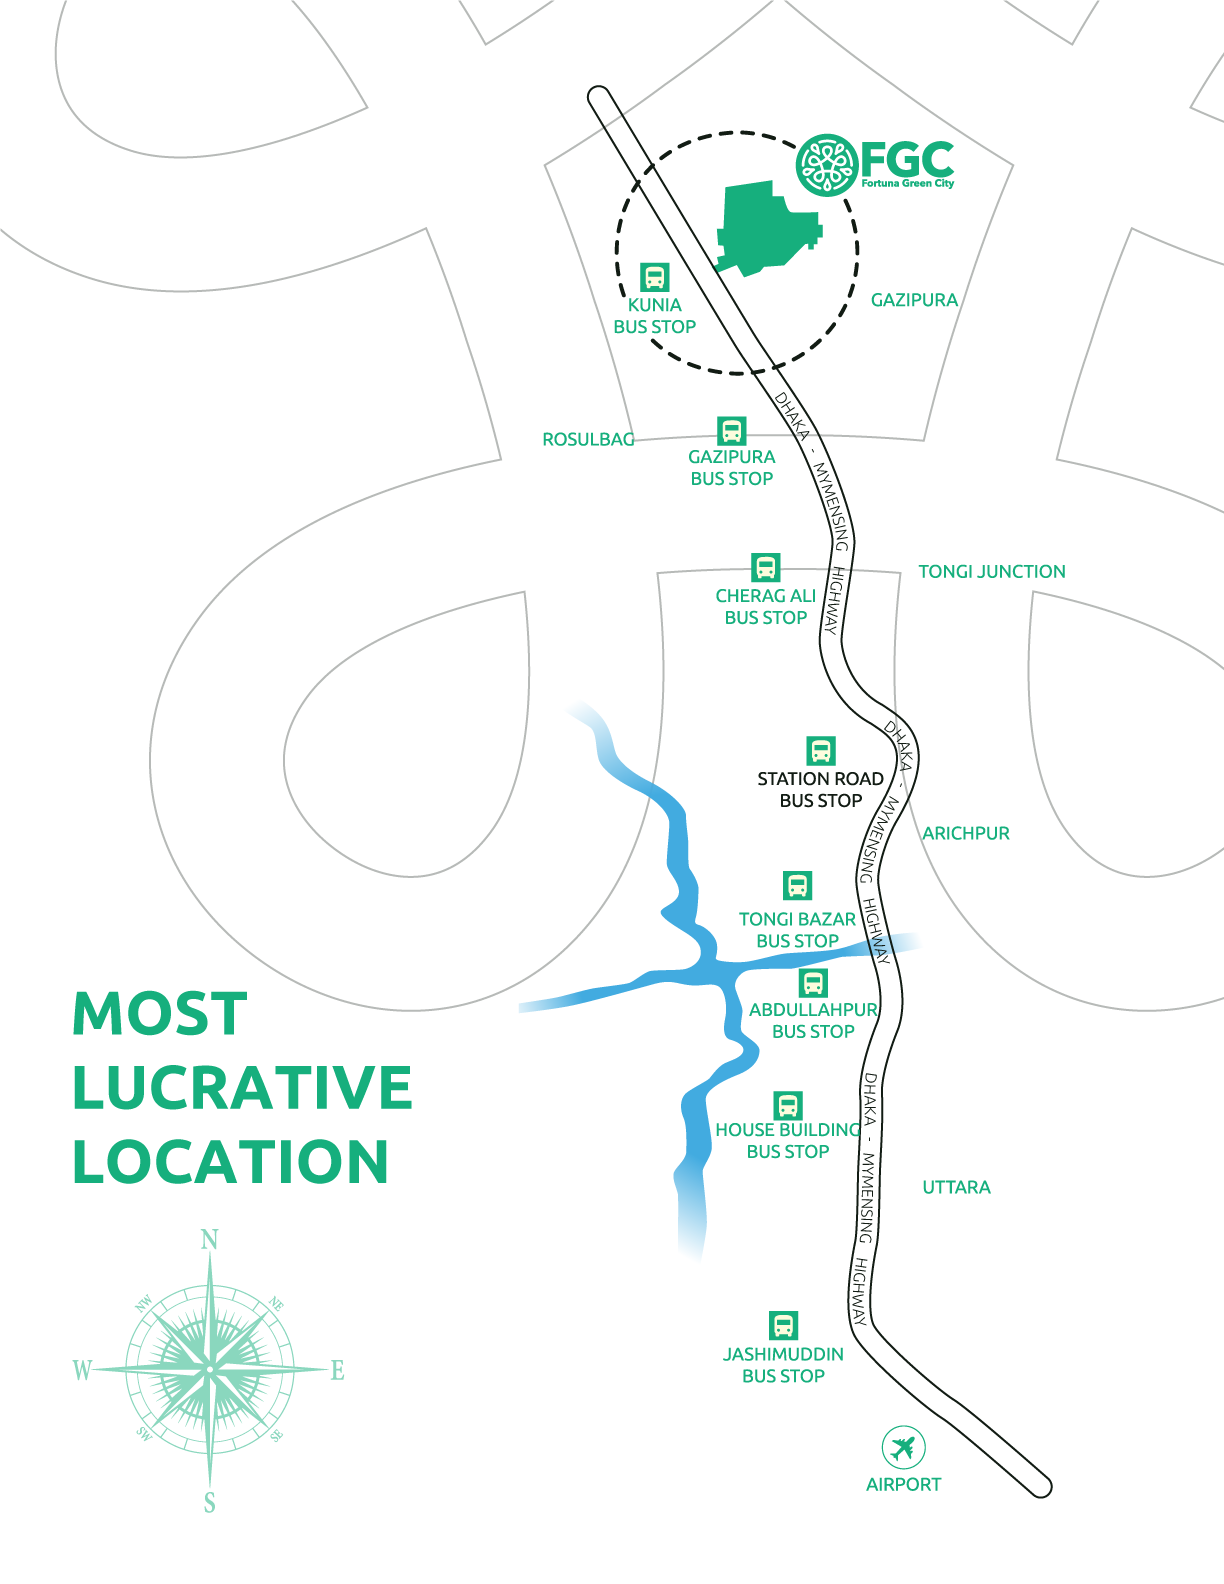 FGC
Fortuna Green City
KUNIA
BUS STOP
GAZIPURA
DHAKA - MYMENSING HIGHWAY
ROSULBAG
GAZIPURA
BUS STOP
TONGI JUNCTION
CHERAG ALI
BUS STOP
DHAKA - MYMENSING HIGHWAY
STATION ROAD
BUS STOP
ARICHPUR
TONGI BAZAR
BUS STOP
ABDULLAHPUR
BUS STOP
MOST
LUCRATIVE
LOCATION
DHAKA - MYMENSING HIGHWAY
HOUSE BUILDING
BUS STOP
UTTARA
N
NW
NE
W
E
SW
SE
S
JASHIMUDDIN
BUS STOP
AIRPORT